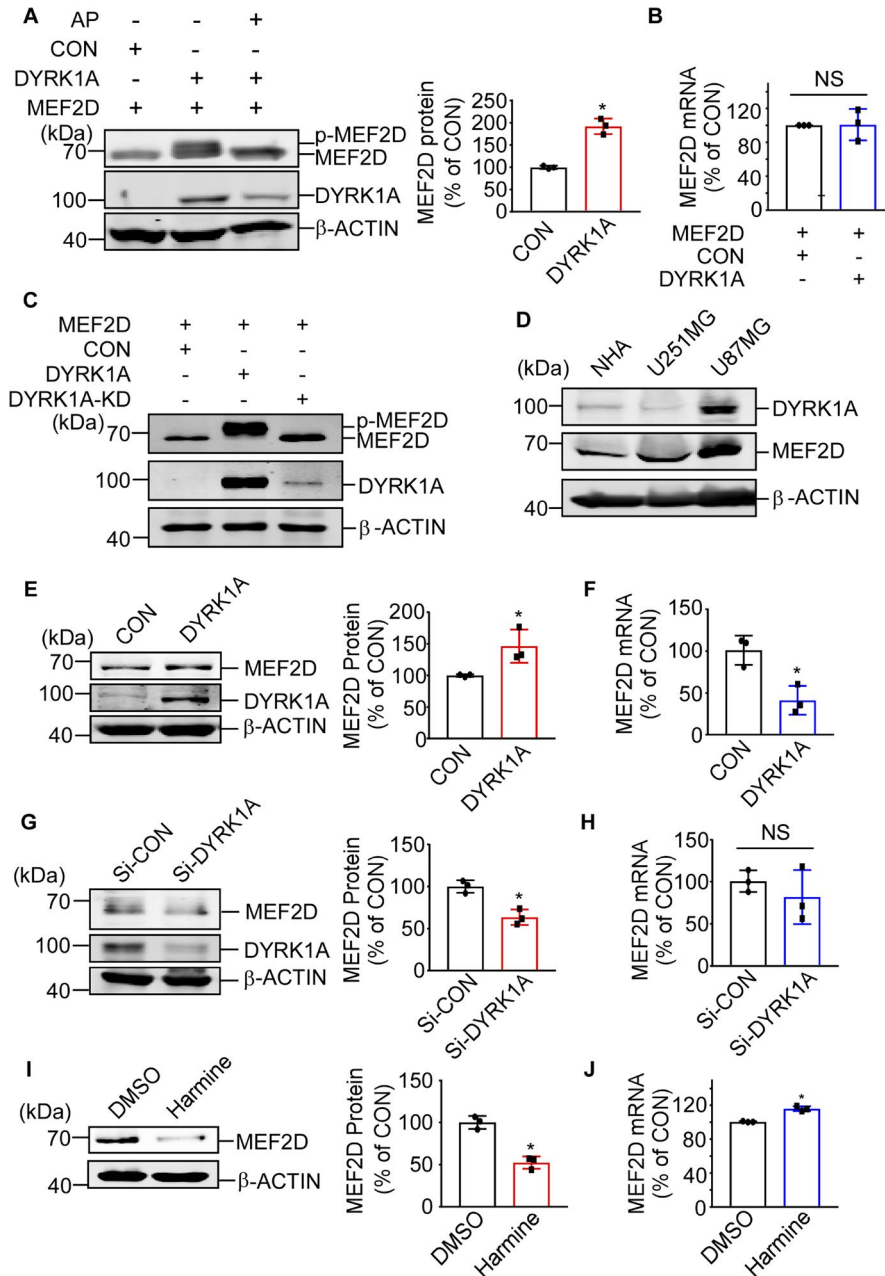 A
AP - - +
CON + - -
DYRK1A - + +
MEF2D + + +
(kDa)
70
p-MEF2D
MEF2D
100
DYRK1A
40
β-ACTIN
MEF2D protein
(% of CON)
250
200
150
100
50
0
*
CON
DYRK1A
B
MEF2D mRNA
(% of CON)
120
80
40
0
NS
MEF2D + +
CON + -
DYRK1A - +
C
MEF2D + + +
CON + - -
DYRK1A - + -
DYRK1A-KD - - +
(kDa)
70
p-MEF2D
MEF2D
100
DYRK1A
40
β-ACTIN
D
(kDa)
NHA
U251MG
U87MG
100
DYRK1A
70
MEF2D
40
β-ACTIN
E
(kDa)
CON
DYRK1A
70
MEF2D
100
DYRK1A
40
β-ACTIN
MEF2D Protein
(% of CON)
200
150
100
50
0
*
CON
DYRK1A
F
MEF2D mRNA
(% of CON)
150
100
50
0
*
CON
DYRK1A
G
(kDa)
Si-CON
Si-DYRK1A
70
MEF2D
100
DYRK1A
40
β-ACTIN
MEF2D Protein
(% of CON)
150
100
50
0
*
Si-CON
Si-DYRK1A
H
MEF2D mRNA
(% of CON)
150
100
50
0
NS
Si-CON
Si-DYRK1A
I
(kDa)
DMSO
Harmine
70
MEF2D
40
β-ACTIN
MEF2D Protein
(% of CON)
150
100
50
0
*
DMSO
Harmine
J
MEF2D mRNA
(% of CON)
160
120
80
40
0
*
DMSO
Harmine